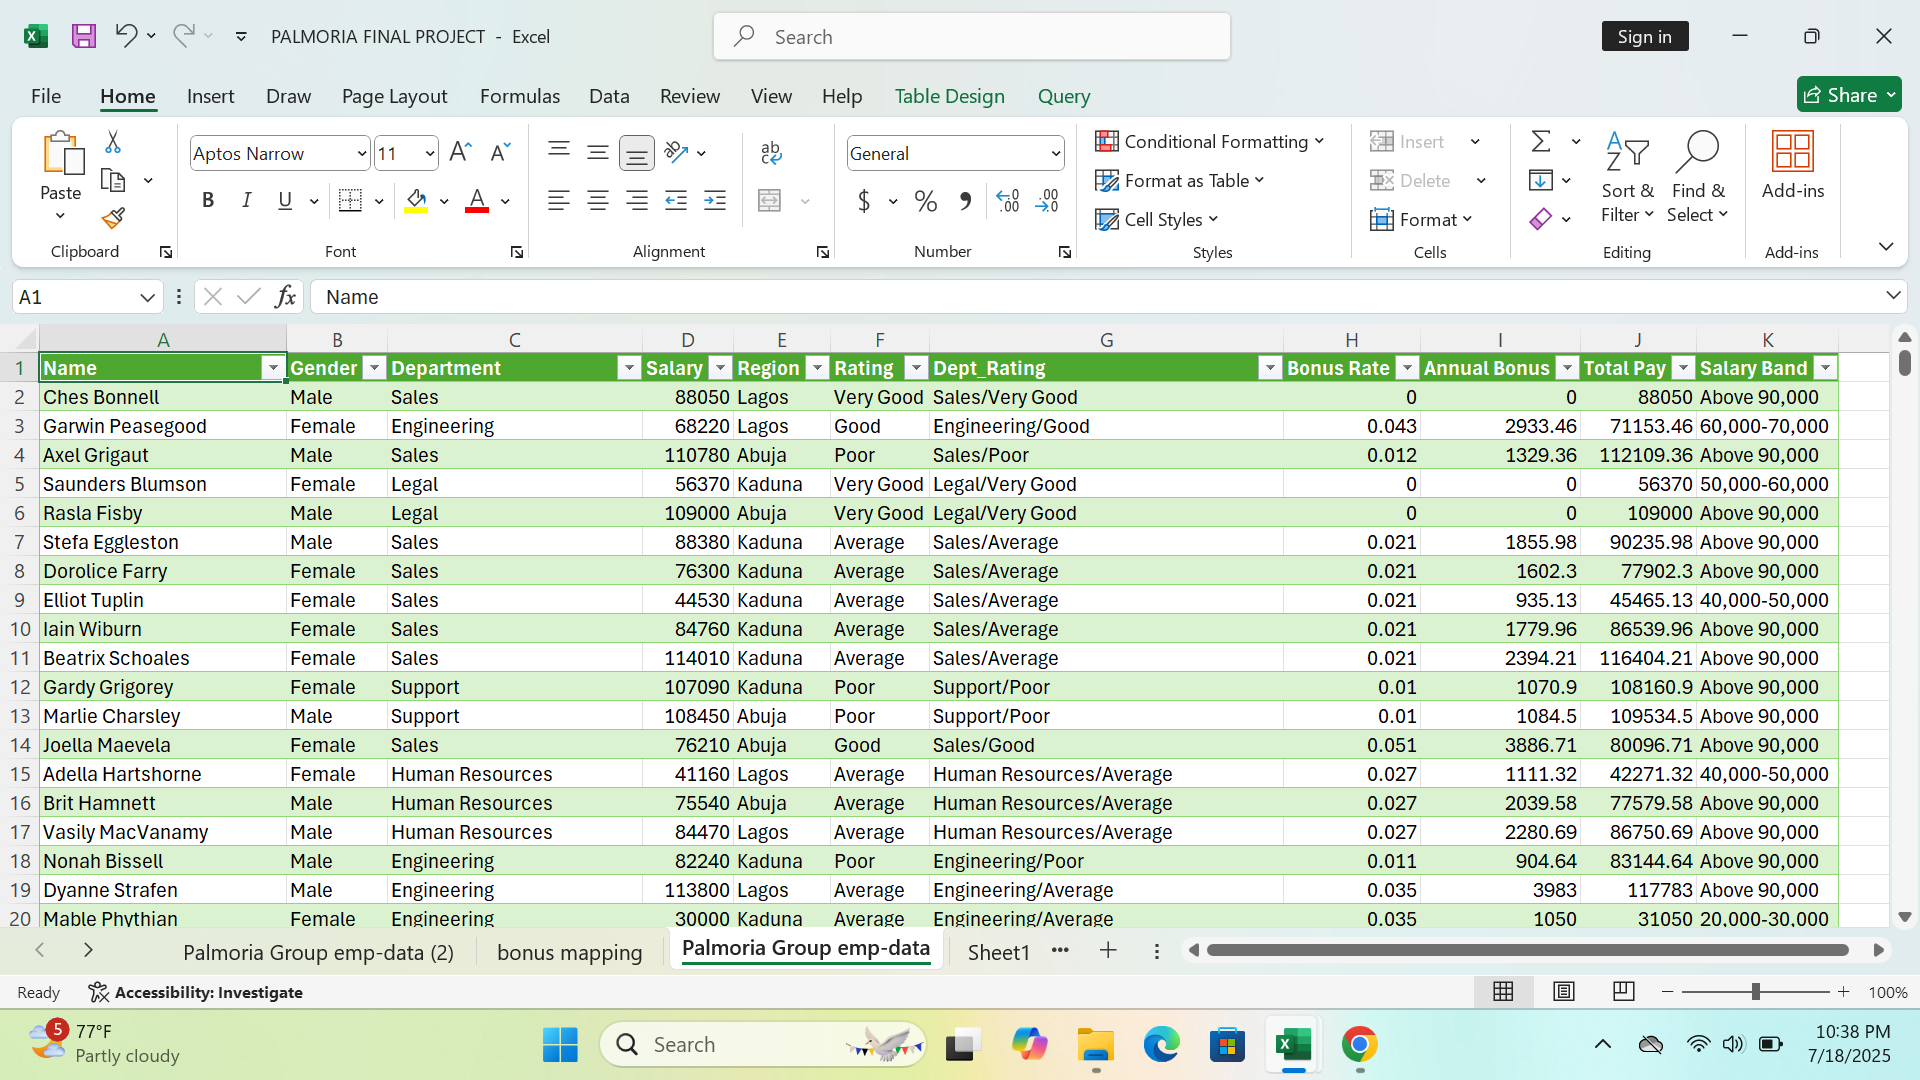 PALMORIA FINAL PROJECT - Excel
Search
Sign in
File Home Insert Draw Page Layout Formulas Data Review View Help Table Design Query
Share
Paste
Aptos Narrow 11
General
Conditional Formatting
Format as Table
Cell Styles
Insert
Delete
Format
Sort & Filter
Find & Select
Add-ins
Clipboard Font Alignment Number Styles Cells Editing Add-ins
A1 fx Name
A B C D E F G H I J K
1 Name Gender Department Salary Region Rating Dept_Rating Bonus Rate Annual Bonus Total Pay Salary Band
2 Ches Bonnell Male Sales 88050 Lagos Very Good Sales/Very Good 0 0 88050 Above 90,000
3 Garwin Peasegood Female Engineering 68220 Lagos Good Engineering/Good 0.043 2933.46 71153.46 60,000-70,000
4 Axel Grigaut Male Sales 110780 Abuja Poor Sales/Poor 0.012 1329.36 112109.36 Above 90,000
5 Saunders Blumson Female Legal 56370 Kaduna Very Good Legal/Very Good 0 0 56370 50,000-60,000
6 Rasla Fisby Male Legal 109000 Abuja Very Good Legal/Very Good 0 0 109000 Above 90,000
7 Stefa Eggleston Male Sales 88380 Kaduna Average Sales/Average 0.021 1855.98 90235.98 Above 90,000
8 Dorolice Farry Female Sales 76300 Kaduna Average Sales/Average 0.021 1602.3 77902.3 Above 90,000
9 Elliot Tuplin Female Sales 44530 Kaduna Average Sales/Average 0.021 935.13 45465.13 40,000-50,000
10 Iain Wiburn Female Sales 84760 Kaduna Average Sales/Average 0.021 1779.96 86539.96 Above 90,000
11 Beatrix Schoales Female Sales 114010 Kaduna Average Sales/Average 0.021 2394.21 116404.21 Above 90,000
12 Gardy Grigorey Female Support 107090 Kaduna Poor Support/Poor 0.01 1070.9 108160.9 Above 90,000
13 Marlie Charsley Male Support 108450 Abuja Poor Support/Poor 0.01 1084.5 109534.5 Above 90,000
14 Joella Maevela Female Sales 76210 Abuja Good Sales/Good 0.051 3886.71 80096.71 Above 90,000
15 Adella Hartshorne Female Human Resources 41160 Lagos Average Human Resources/Average 0.027 1111.32 42271.32 40,000-50,000
16 Brit Hamnett Male Human Resources 75540 Abuja Average Human Resources/Average 0.027 2039.58 77579.58 Above 90,000
17 Vasily MacVanamy Male Human Resources 84470 Lagos Average Human Resources/Average 0.027 2280.69 86750.69 Above 90,000
18 Nonah Bissell Male Engineering 82240 Kaduna Poor Engineering/Poor 0.011 904.64 83144.64 Above 90,000
19 Dyanne Strafen Male Engineering 113800 Lagos Average Engineering/Average 0.035 3983 117783 Above 90,000
20 Mable Phythian Female Engineering 30000 Kaduna Average Engineering/Average 0.035 1050 31050 20,000-30,000
Palmoria Group emp-data (2) bonus mapping Palmoria Group emp-data Sheet1
Ready Accessibility: Investigate 100%
5 77°F
Partly cloudy
Search
10:38 PM
7/18/2025